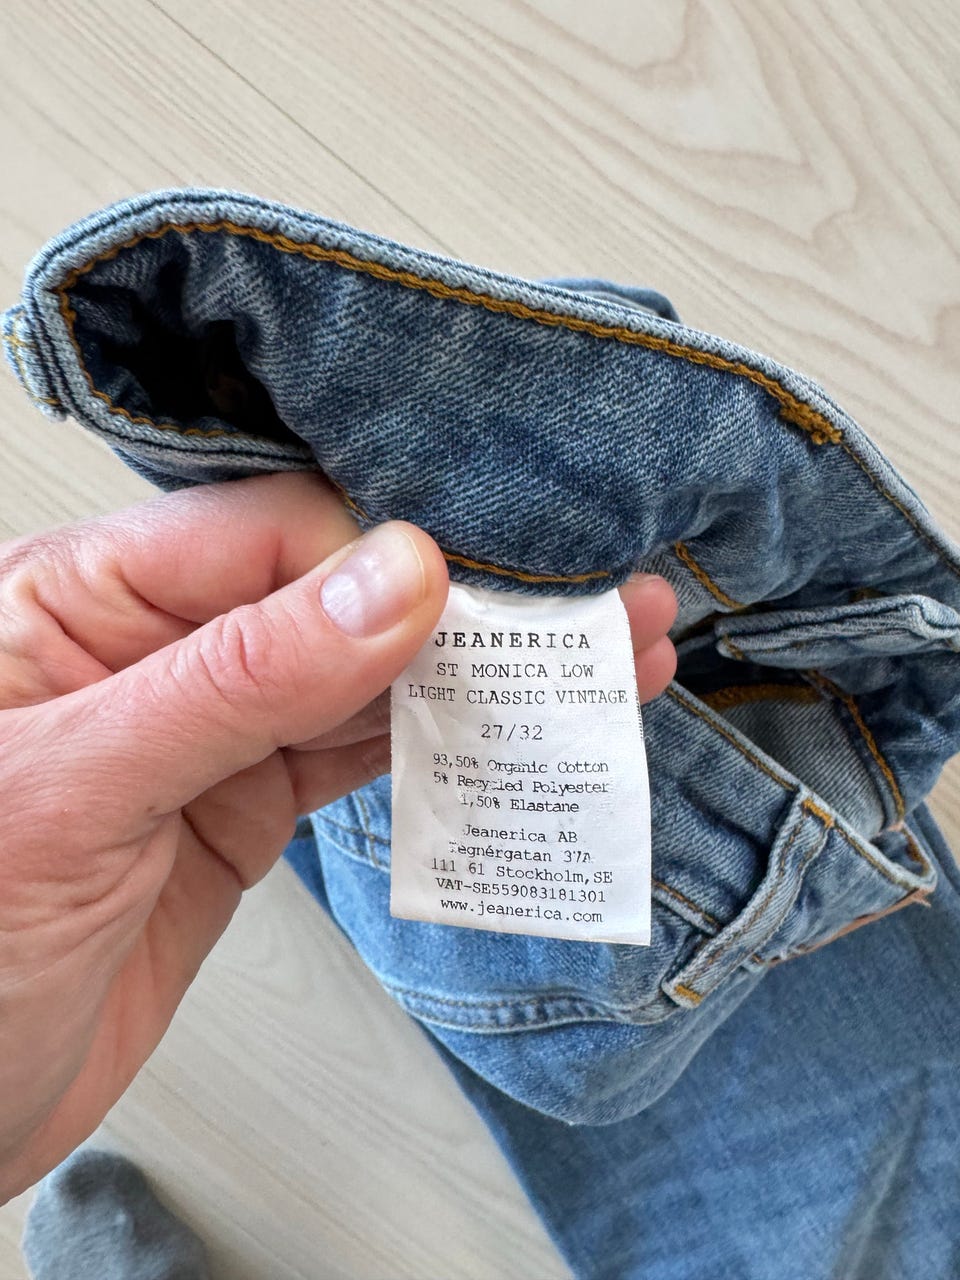 JEANERICA
ST MONICA LOW
LIGHT CLASSIC VINTAGE
27/32
93,50% Organic Cotton
5% Recycled Polyester
1,50% Elastane
Jeanerica AB
Tegnérgatan 37A
111 61 Stockholm, SE
VAT-SE559083181301
www.jeanerica.com